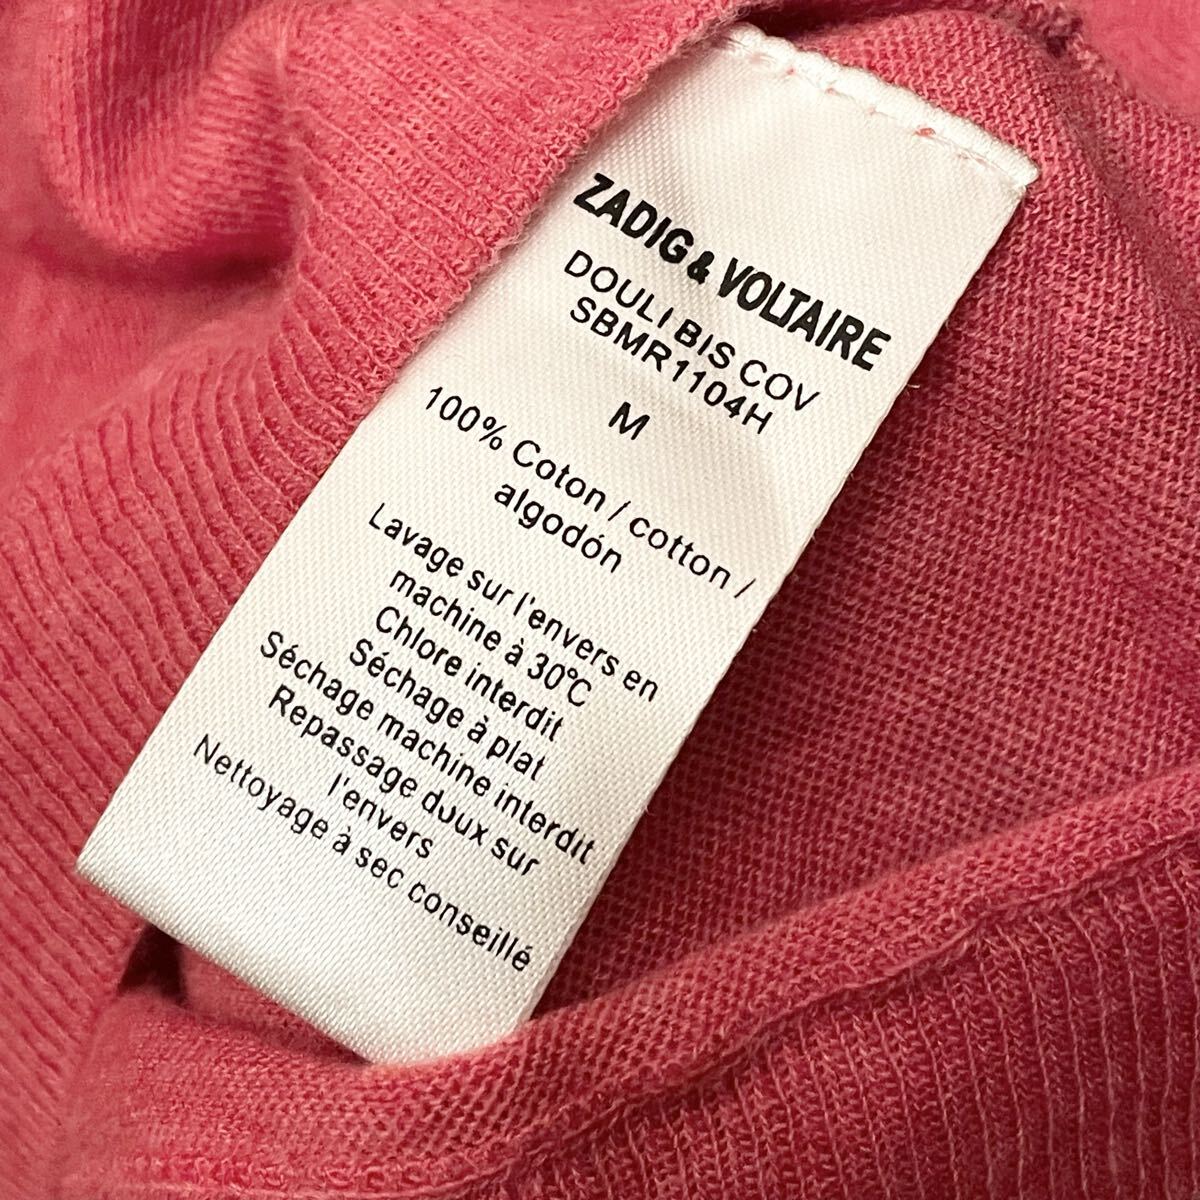 ZADIG & VOLTAIRE
DOULI BIS COV
SBMR1104H
M
100% Coton / cotton /
algodón
Lavage sur l'envers en
machine à 30°C
Chlore interdit
Séchage à plat
Séchage machine interdit
Repassage doux sur
l'envers
Nettoyage à sec conseillé